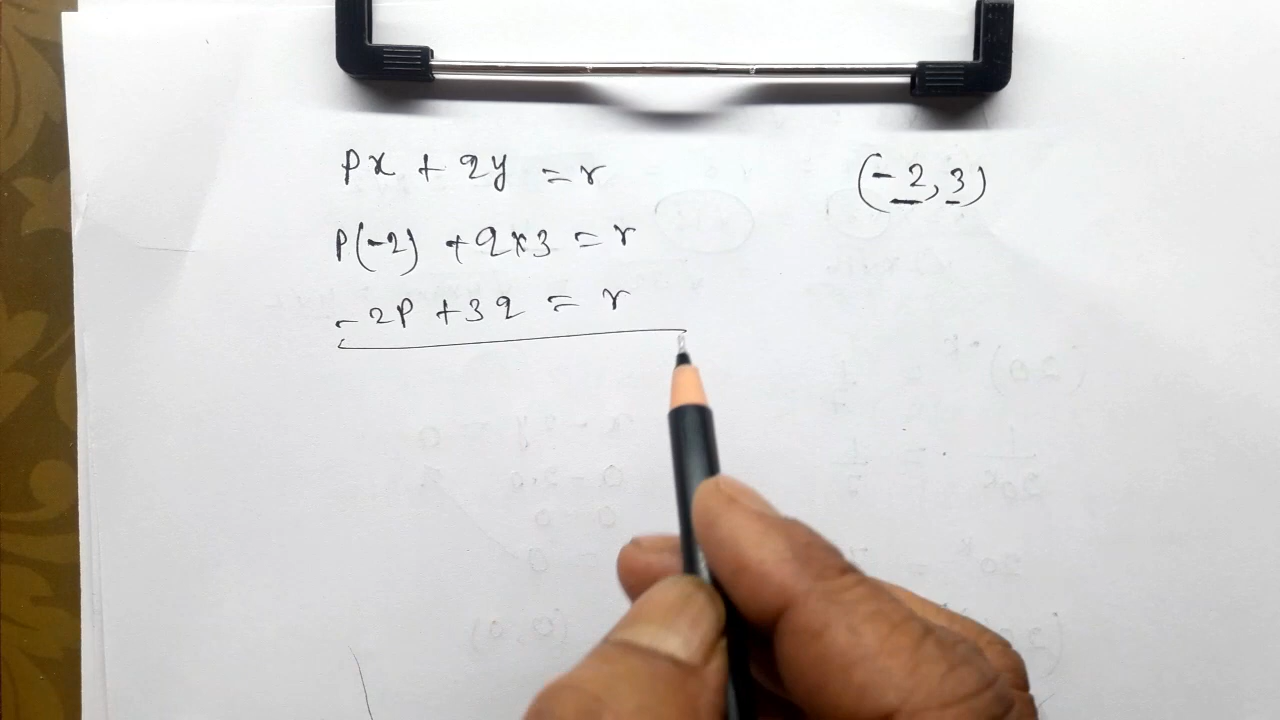 px + qy = r (-2, 3)
P(-2) + q×3 = r
-2P + 3q = r